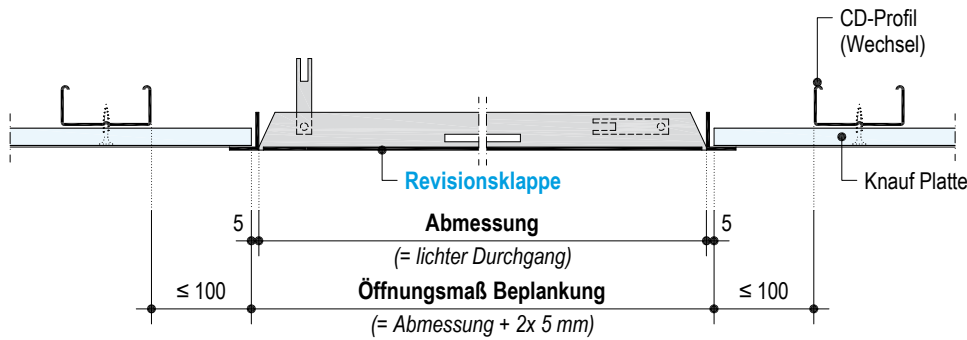 CD-Profil
(Wechsel)
Revisionsklappe
Knauf Platte
5
Abmessung
5
(= lichter Durchgang)
≤ 100
Öffnungsmaß Beplankung
≤ 100
(= Abmessung + 2x 5 mm)